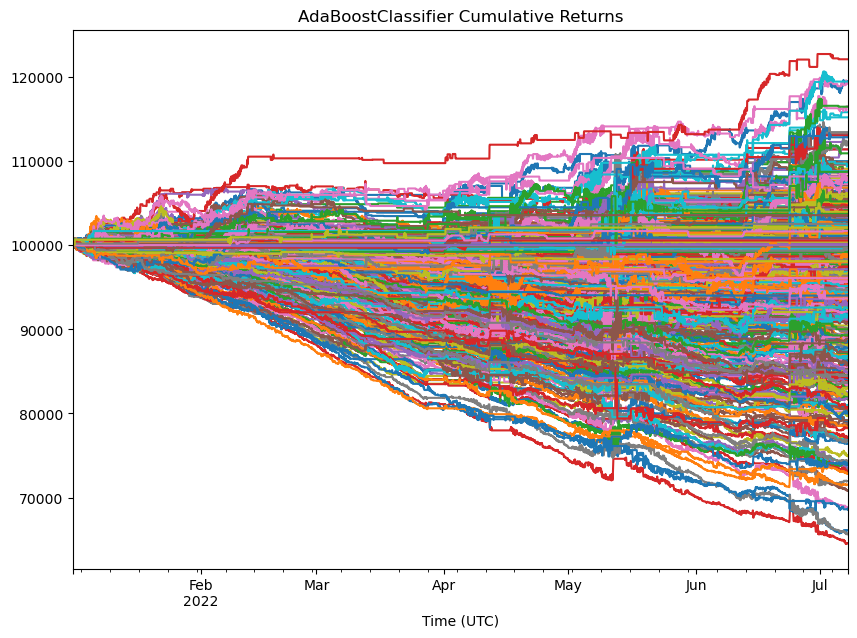 AdaBoostClassifier Cumulative Returns
120000
110000
100000
90000
80000
70000
Feb Mar Apr May Jun Jul
2022
Time (UTC)